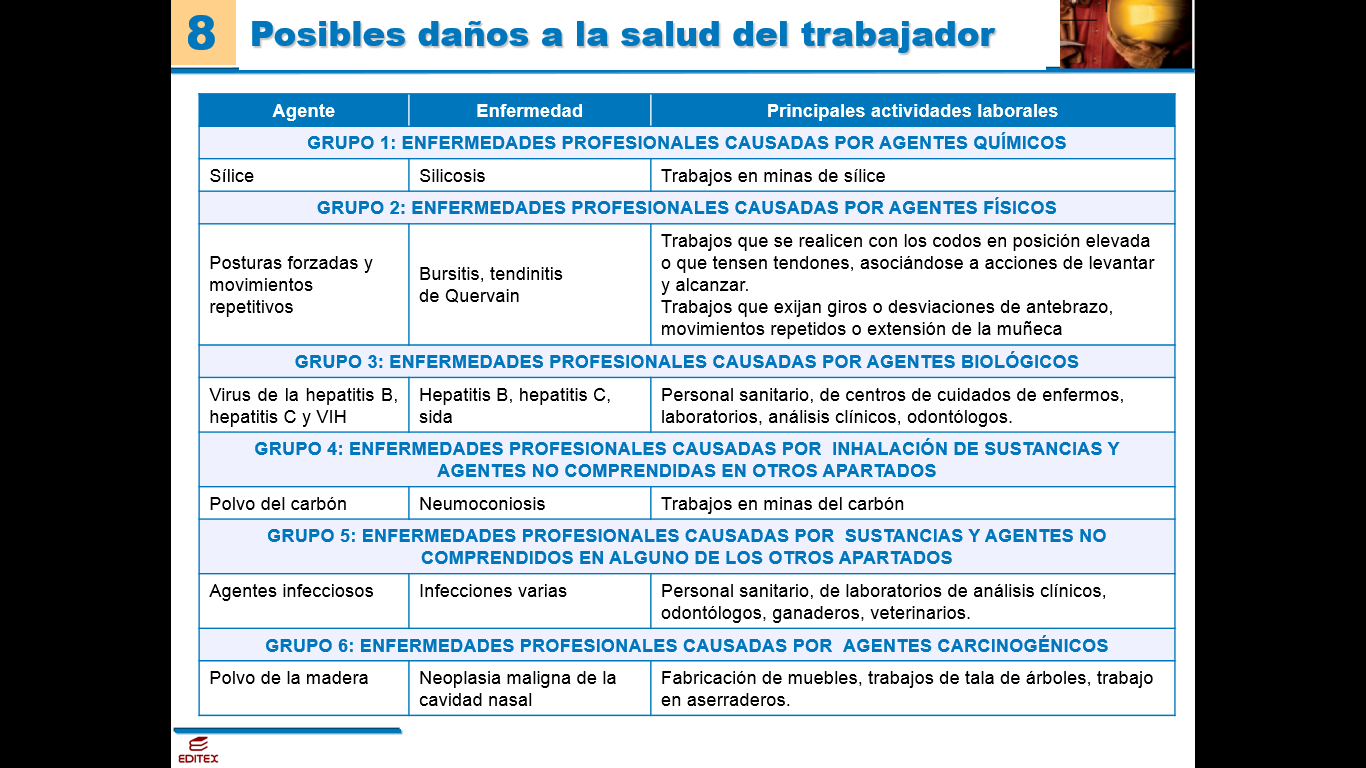 8
Posibles daños a la salud del trabajador
Agente
Enfermedad
Principales actividades laborales
GRUPO 1: ENFERMEDADES PROFESIONALES CAUSADAS POR AGENTES QUÍMICOS
Sílice
Silicosis
Trabajos en minas de sílice
GRUPO 2: ENFERMEDADES PROFESIONALES CAUSADAS POR AGENTES FÍSICOS
Posturas forzadas y
movimientos
repetitivos
Bursitis, tendinitis
de Quervain
Trabajos que se realicen con los codos en posición elevada
o que tensen tendones, asociándose a acciones de levantar
y alcanzar.
Trabajos que exijan giros o desviaciones de antebrazo,
movimientos repetidos o extensión de la muñeca
GRUPO 3: ENFERMEDADES PROFESIONALES CAUSADAS POR AGENTES BIOLÓGICOS
Virus de la hepatitis B,
hepatitis C y VIH
Hepatitis B, hepatitis C,
sida
Personal sanitario, de centros de cuidados de enfermos,
laboratorios, análisis clínicos, odontólogos.
GRUPO 4: ENFERMEDADES PROFESIONALES CAUSADAS POR INHALACIÓN DE SUSTANCIAS Y
AGENTES NO COMPRENDIDAS EN OTROS APARTADOS
Polvo del carbón
Neumoconiosis
Trabajos en minas del carbón
GRUPO 5: ENFERMEDADES PROFESIONALES CAUSADAS POR SUSTANCIAS Y AGENTES NO
COMPRENDIDOS EN ALGUNO DE LOS OTROS APARTADOS
Agentes infecciosos
Infecciones varias
Personal sanitario, de laboratorios de análisis clínicos,
odontólogos, ganaderos, veterinarios.
GRUPO 6: ENFERMEDADES PROFESIONALES CAUSADAS POR AGENTES CARCINOGÉNICOS
Polvo de la madera
Neoplasia maligna de la
cavidad nasal
Fabricación de muebles, trabajos de tala de árboles, trabajo
en aserraderos.
EDITEX